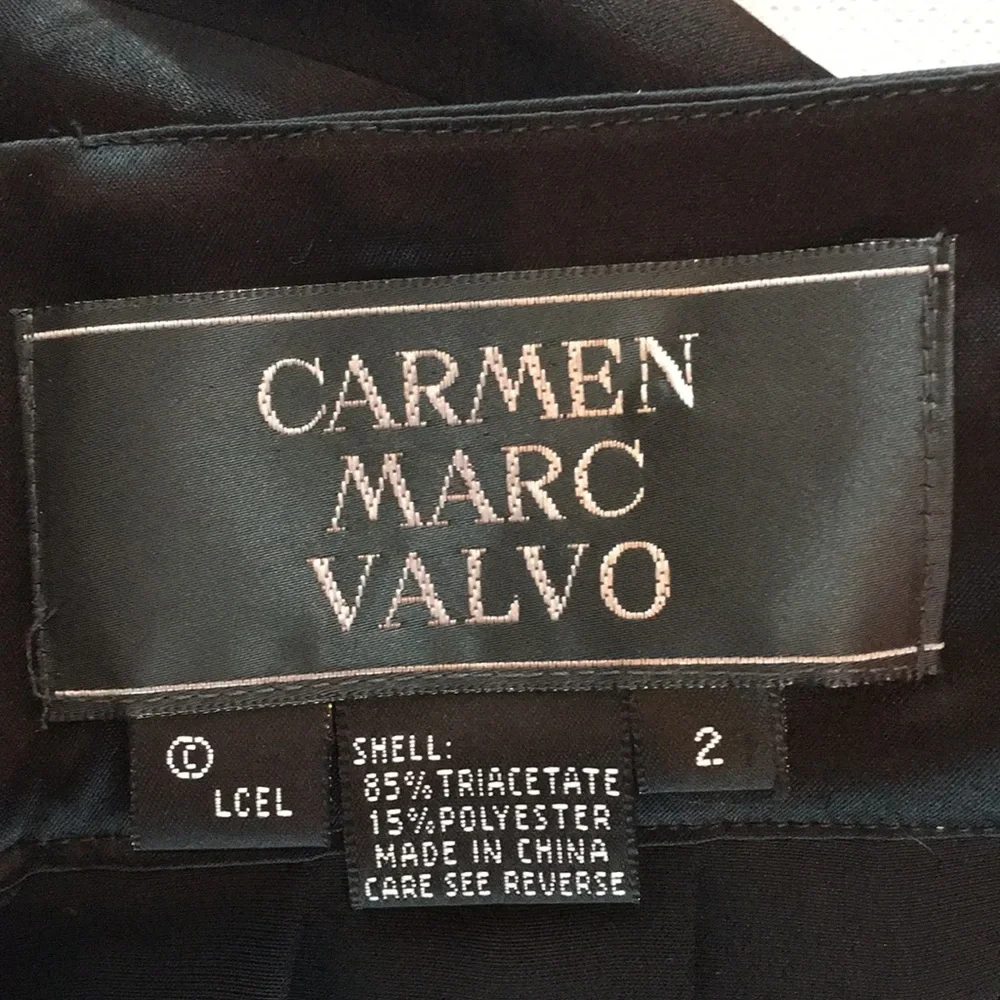 CARMEN
MARC
VALVO
©
LCEL
SHELL:
85% TRIACETATE
15% POLYESTER
MADE IN CHINA
CARE SEE REVERSE
2